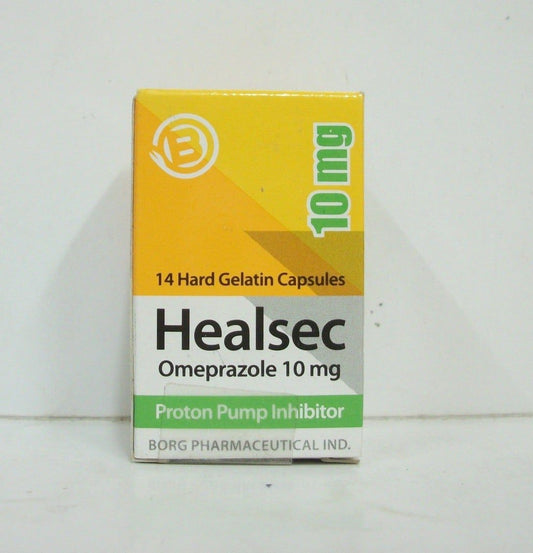 B
10 mg
14 Hard Gelatin Capsules
Healsec
Omeprazole 10 mg
Proton Pump Inhibitor
BORG PHARMACEUTICAL IND.